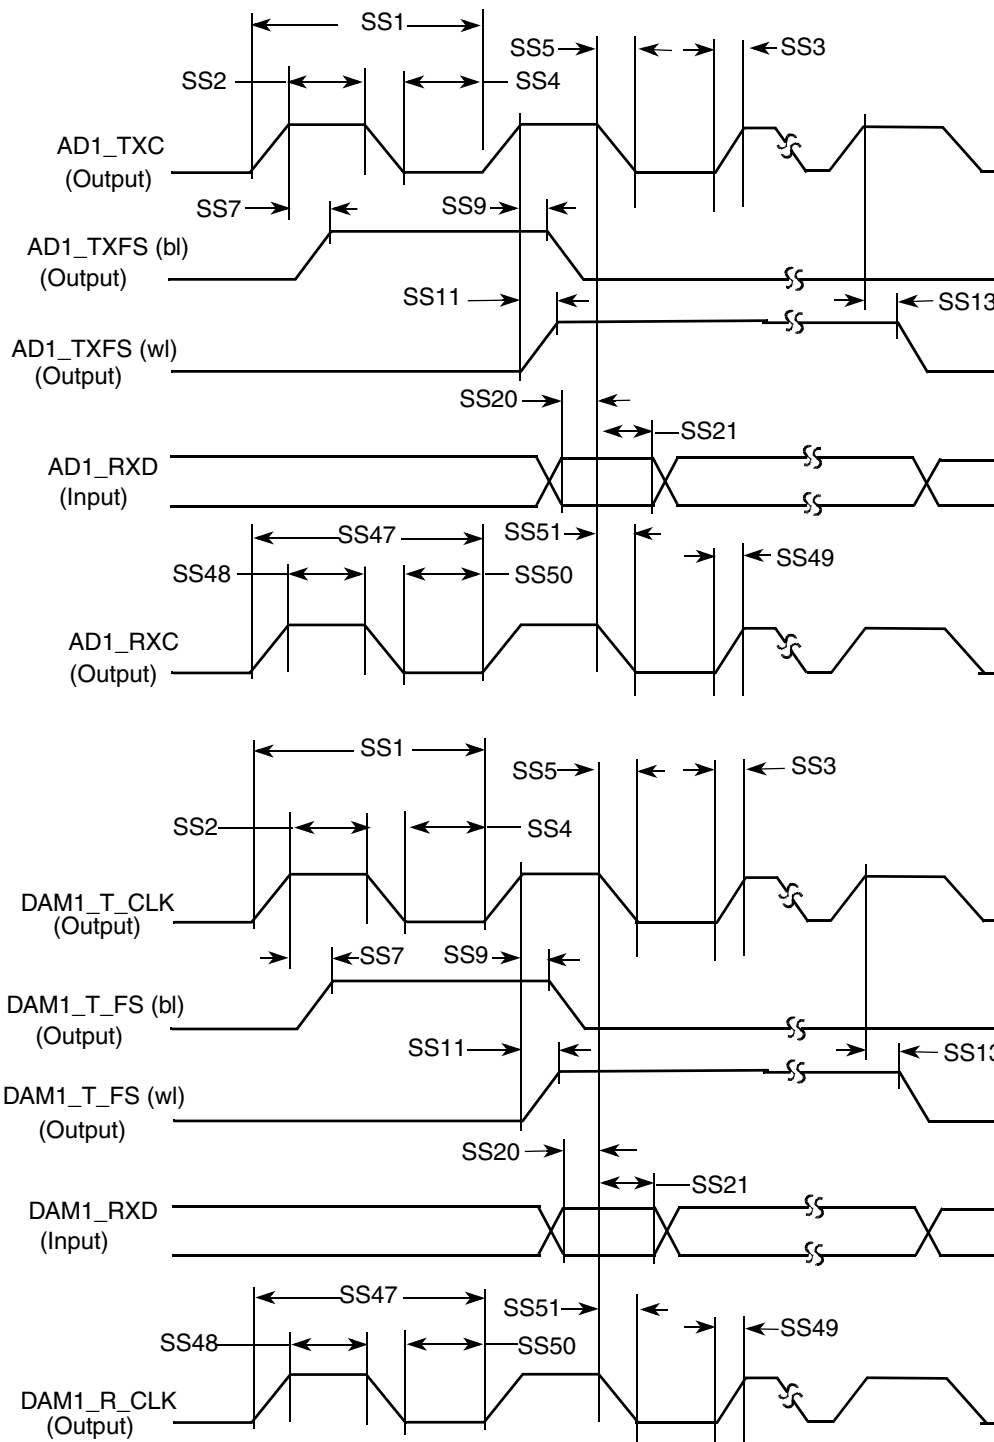 SS1
SS5
SS3
SS2
SS4
AD1_TXC
(Output)
SS7
SS9
AD1_TXFS (bl)
(Output)
SS11
SS13
AD1_TXFS (wl)
(Output)
SS20
SS21
AD1_RXD
(Input)
SS47
SS51
SS49
SS48
SS50
AD1_RXC
(Output)
SS1
SS5
SS3
SS2
SS4
DAM1_T_CLK
(Output)
SS7
SS9
DAM1_T_FS (bl)
(Output)
SS11
SS13
DAM1_T_FS (wl)
(Output)
SS20
SS21
DAM1_RXD
(Input)
SS47
SS51
SS49
SS48
SS50
DAM1_R_CLK
(Output)